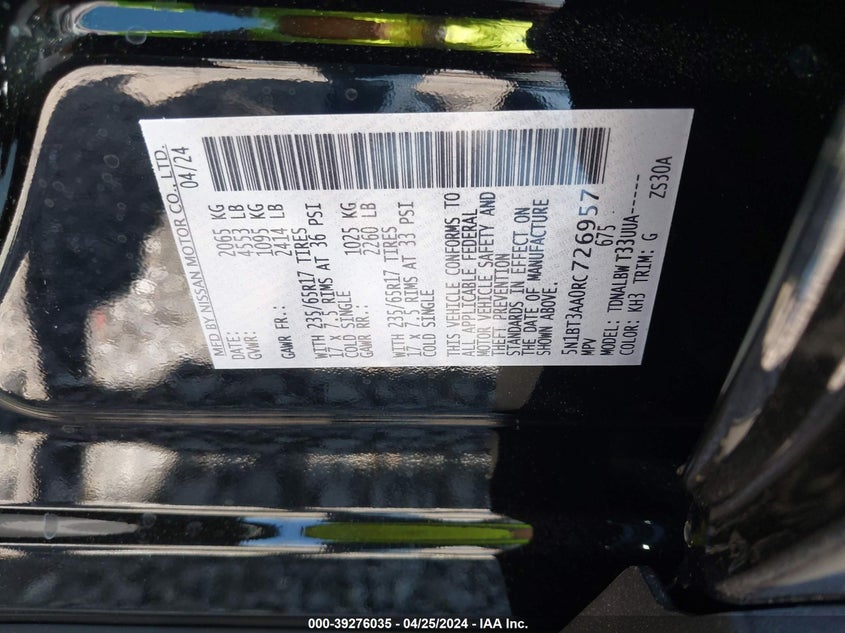 MFD BY NISSAN MOTOR CO., LTD.
DATE: 04/24
GVWR: 2065 KG
4553 LB
GAWR FR.: 1095 KG
2414 LB
WITH 235/65R17 TIRES
17 X 7.5 RIMS AT 36 PSI
COLD SINGLE
GAWR RR.: 1025 KG
2260 LB
WITH 235/65R17 TIRES
17 X 7.5 RIMS AT 33 PSI
COLD SINGLE
THIS VEHICLE CONFORMS TO
ALL APPLICABLE FEDERAL
MOTOR VEHICLE SAFETY AND
THEFT PREVENTION
STANDARDS IN EFFECT ON
THE DATE OF MANUFACTURE
SHOWN ABOVE.
5N1BT3AA0RC726957
MPV 675
MODEL: TDNALBW T33UUA-----
COLOR: KH3 TRIM: G ZS30A
000-39276035 / 04/25/2024 - IAA Inc.